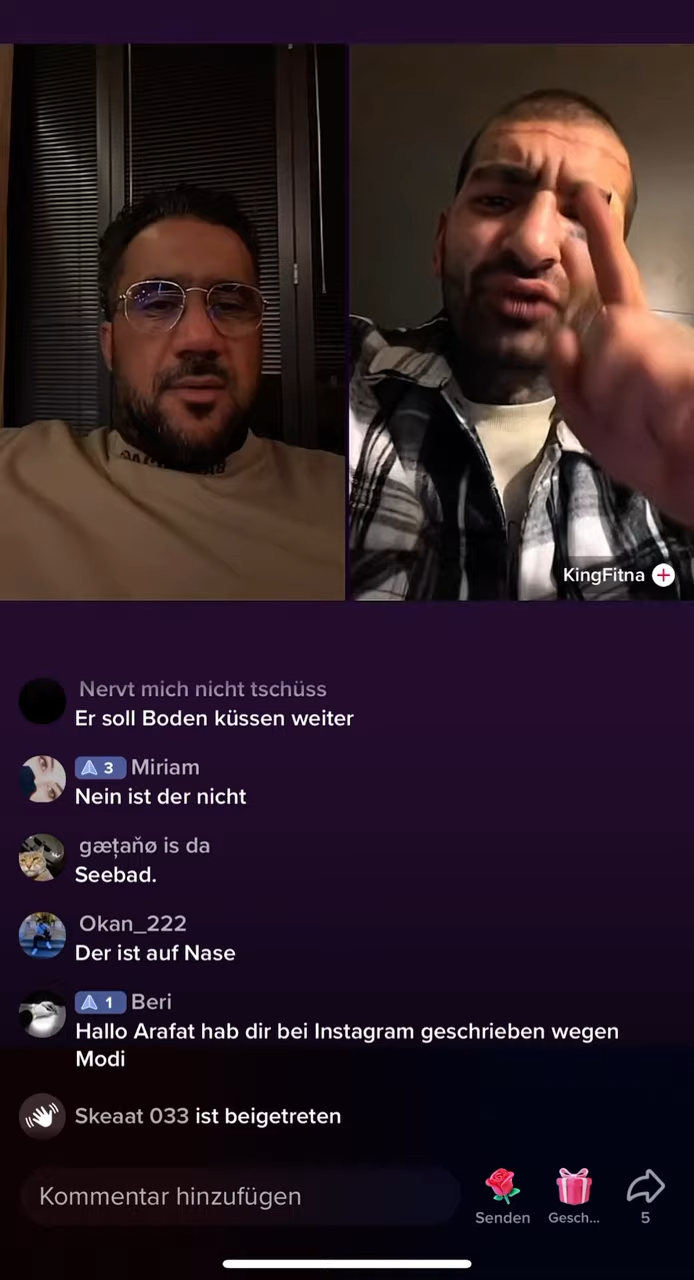 KingFitna
Nervt mich nicht tschüss
Er soll Boden küssen weiter
3 Miriam
Nein ist der nicht
gæțaňø is da
Seebad.
Okan_222
Der ist auf Nase
1 Beri
Hallo Arafat hab dir bei Instagram geschrieben wegen
Modi
Skeaat 033 ist beigetreten
Kommentar hinzufügen
Senden
Gesch...
5